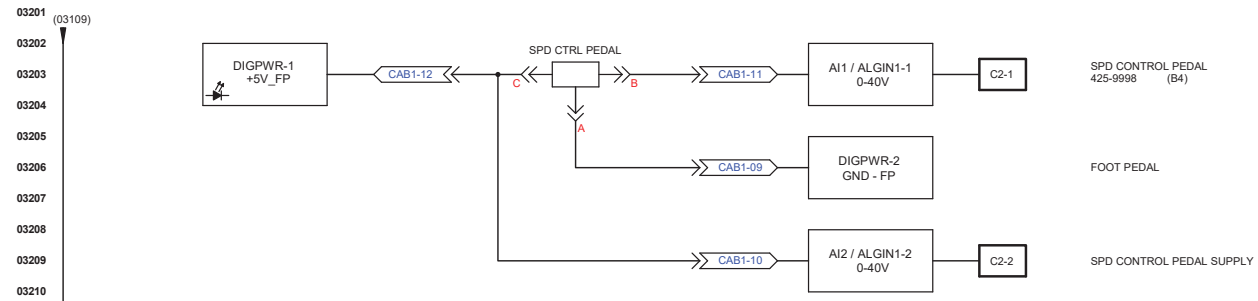 03201 (03109)
03202
SPD CTRL PEDAL
DIGPWR-1
+5V_FP
AI1 / ALGIN1-1
0-40V
SPD CONTROL PEDAL
425-9998 (B4)
03203 CAB1-12 C B CAB1-11 C2-1
03204
A
03205
03206 CAB1-09 DIGPWR-2
GND - FP
FOOT PEDAL
03207
03208
03209 CAB1-10 AI2 / ALGIN1-2
0-40V
C2-2 SPD CONTROL PEDAL SUPPLY
03210